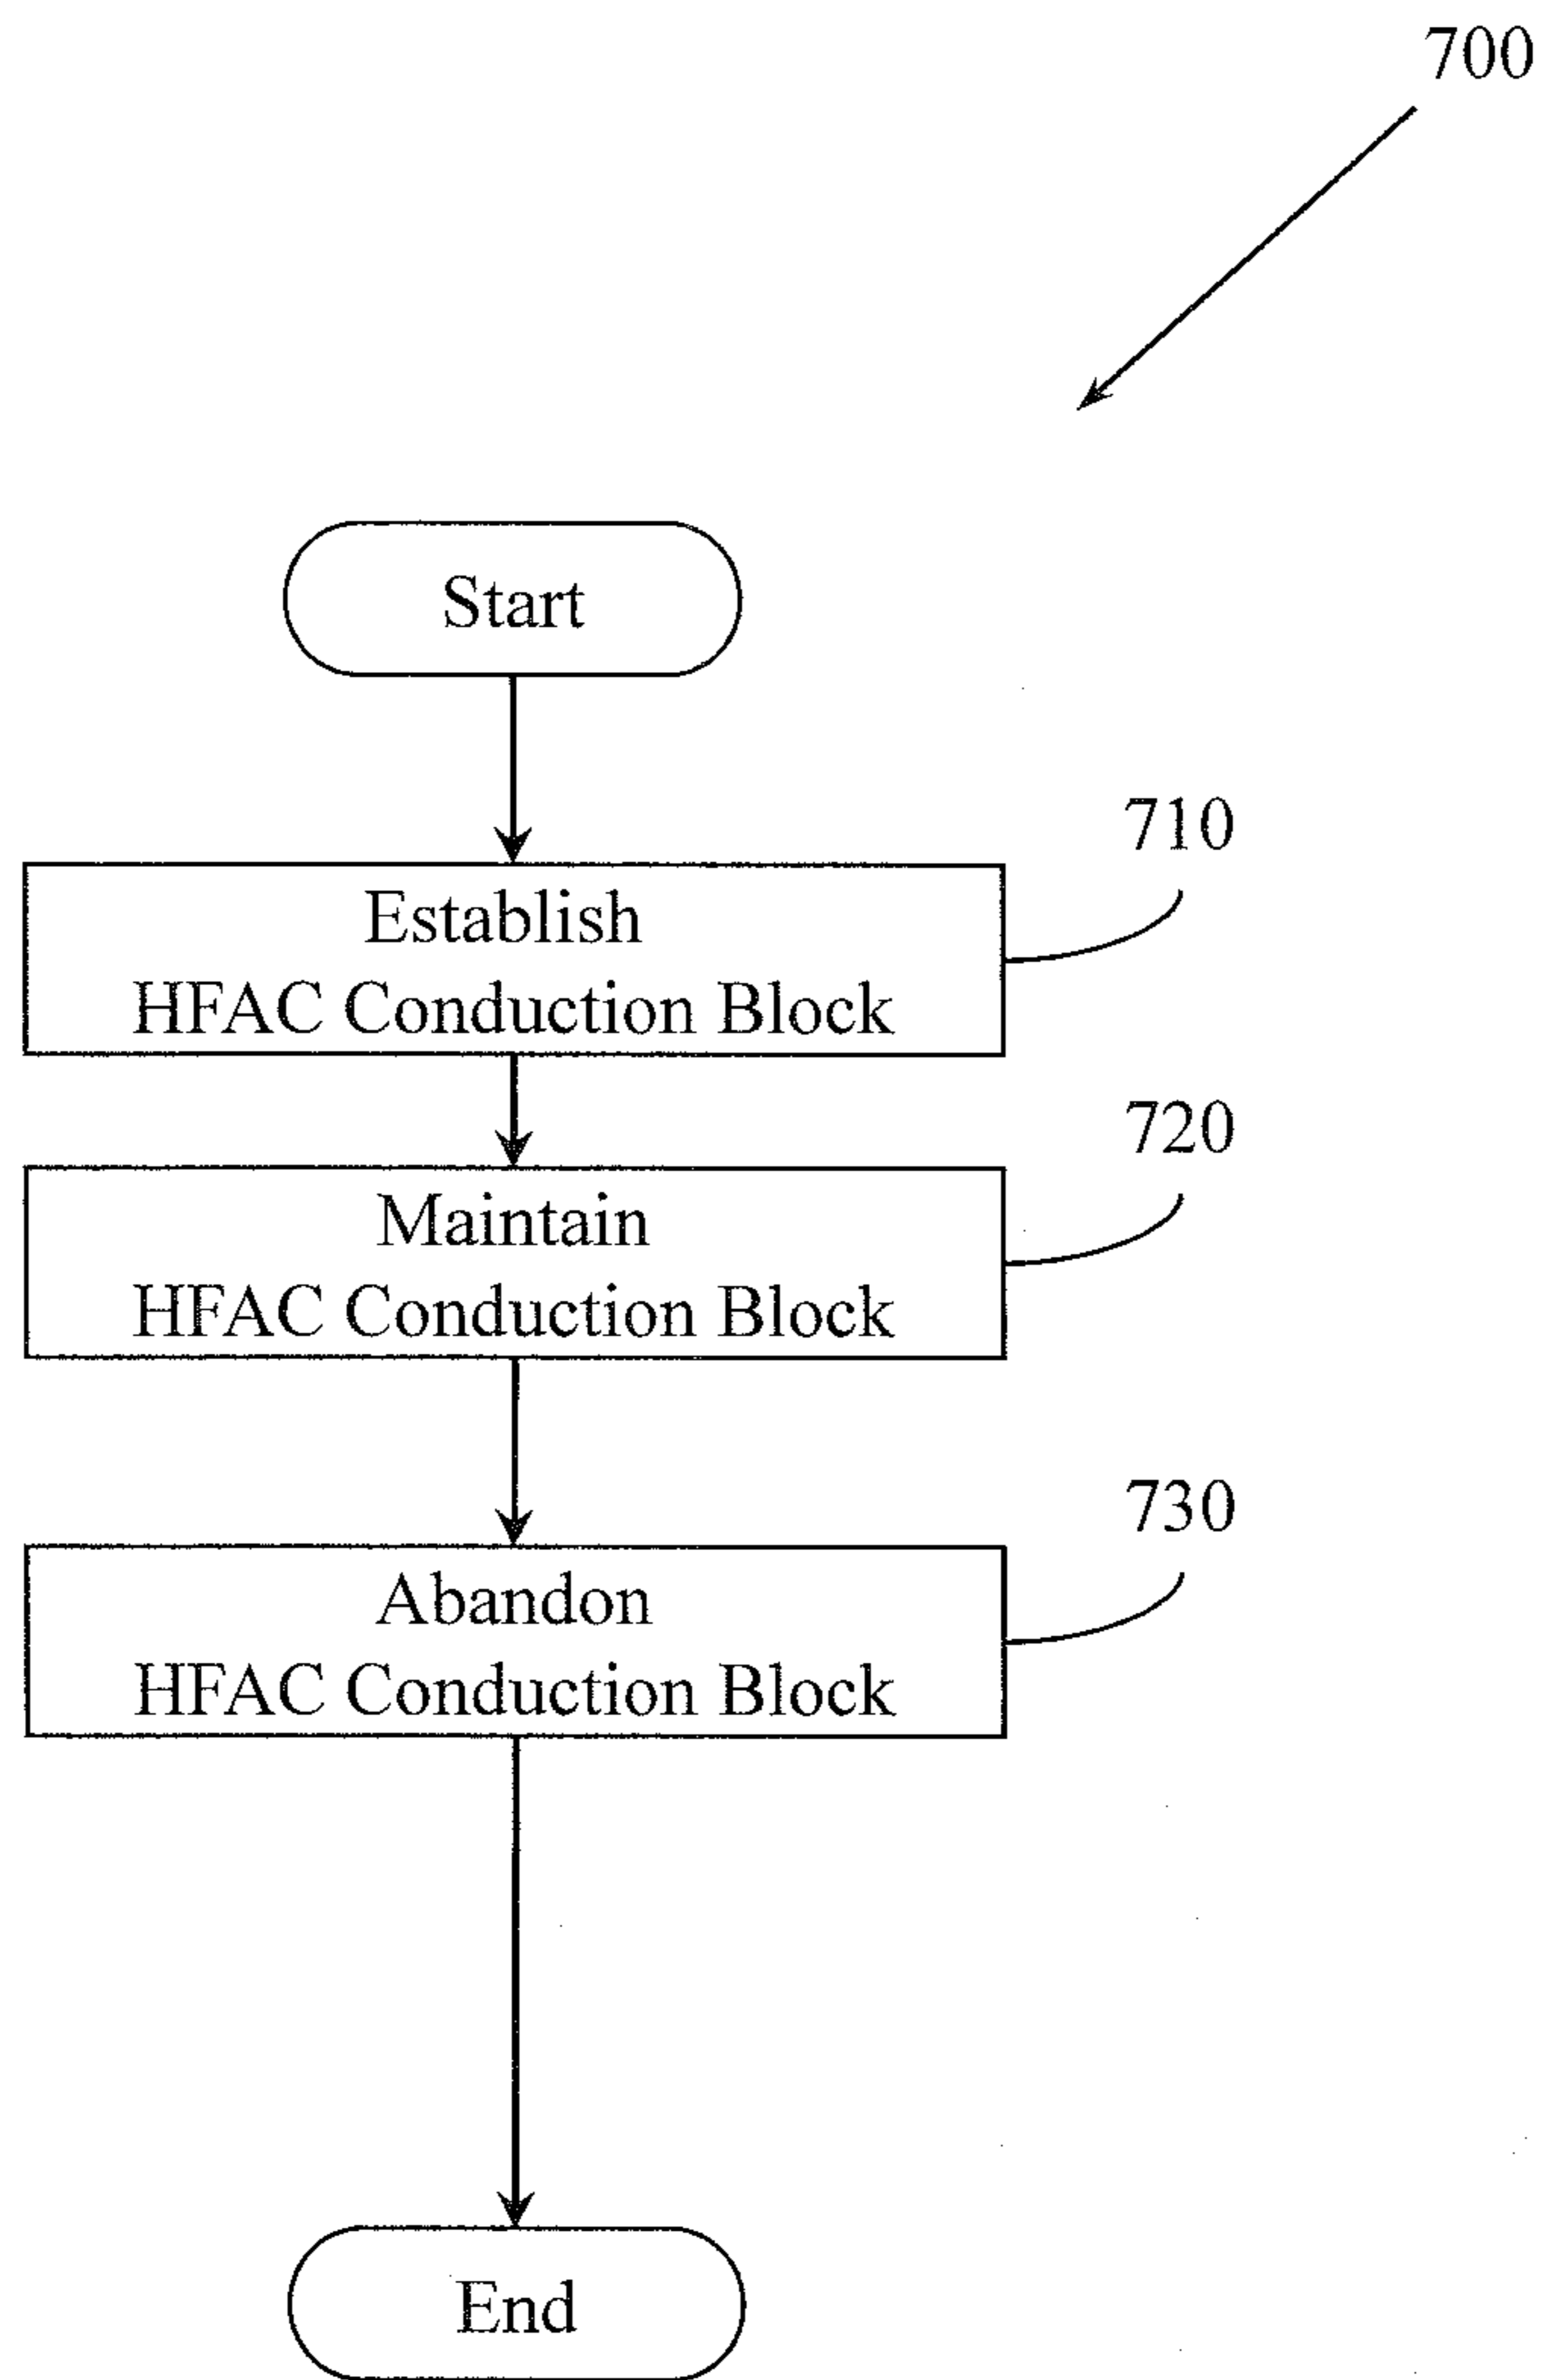 700
Start
710
Establish
HFAC Conduction Block
720
Maintain
HFAC Conduction Block
730
Abandon
HFAC Conduction Block
End